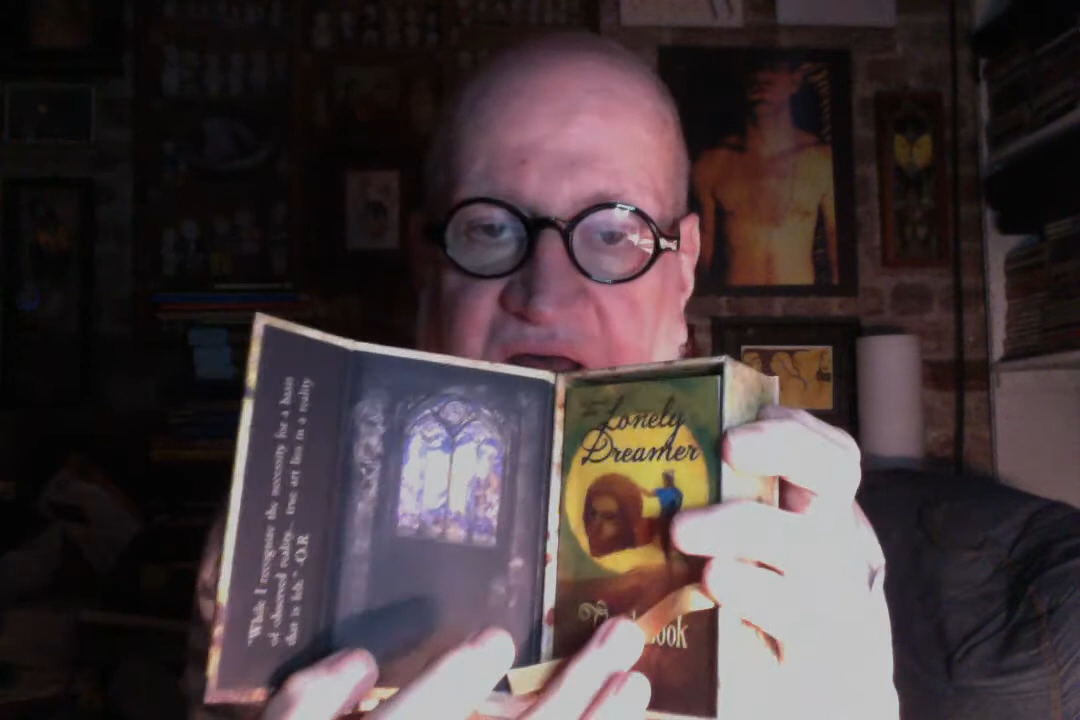 "While I recognize the necessity for a basis
of observed reality... true art lies in a reality
that is felt." -O.R.
Lonely
Dreamer